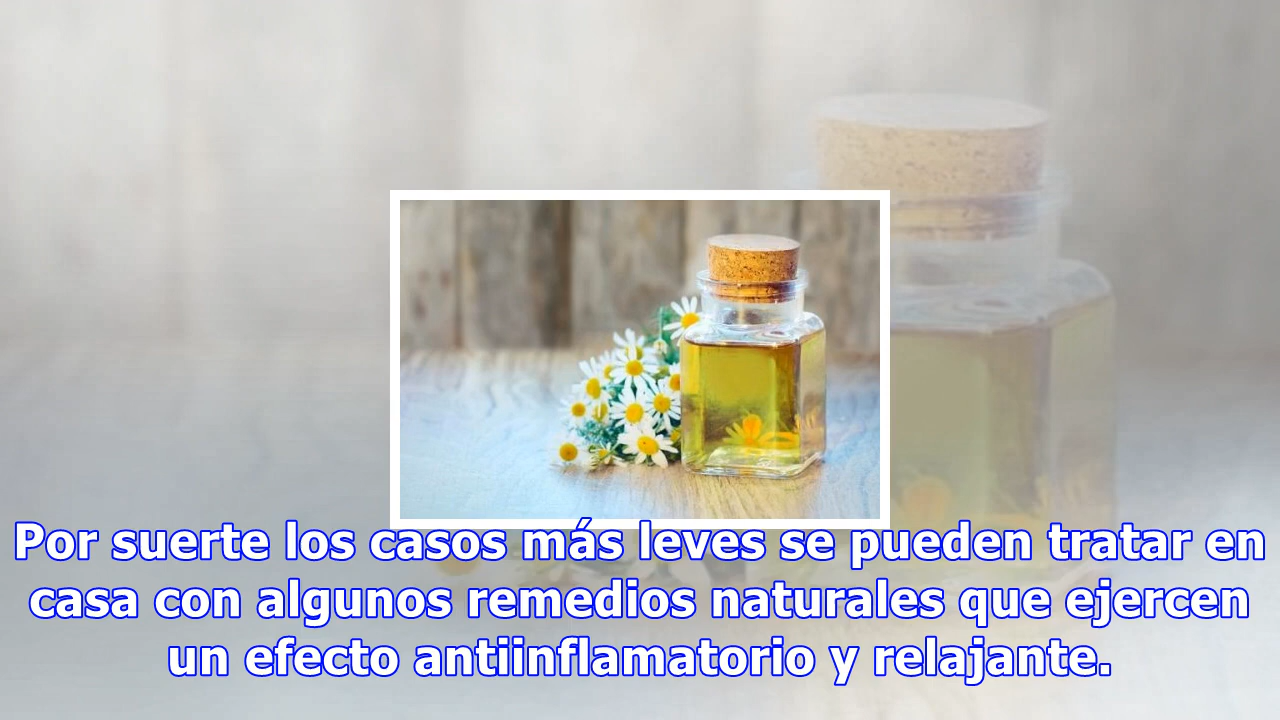 Por suerte los casos más leves se pueden tratar en
casa con algunos remedios naturales que ejercen
un efecto antiinflamatorio y relajante.